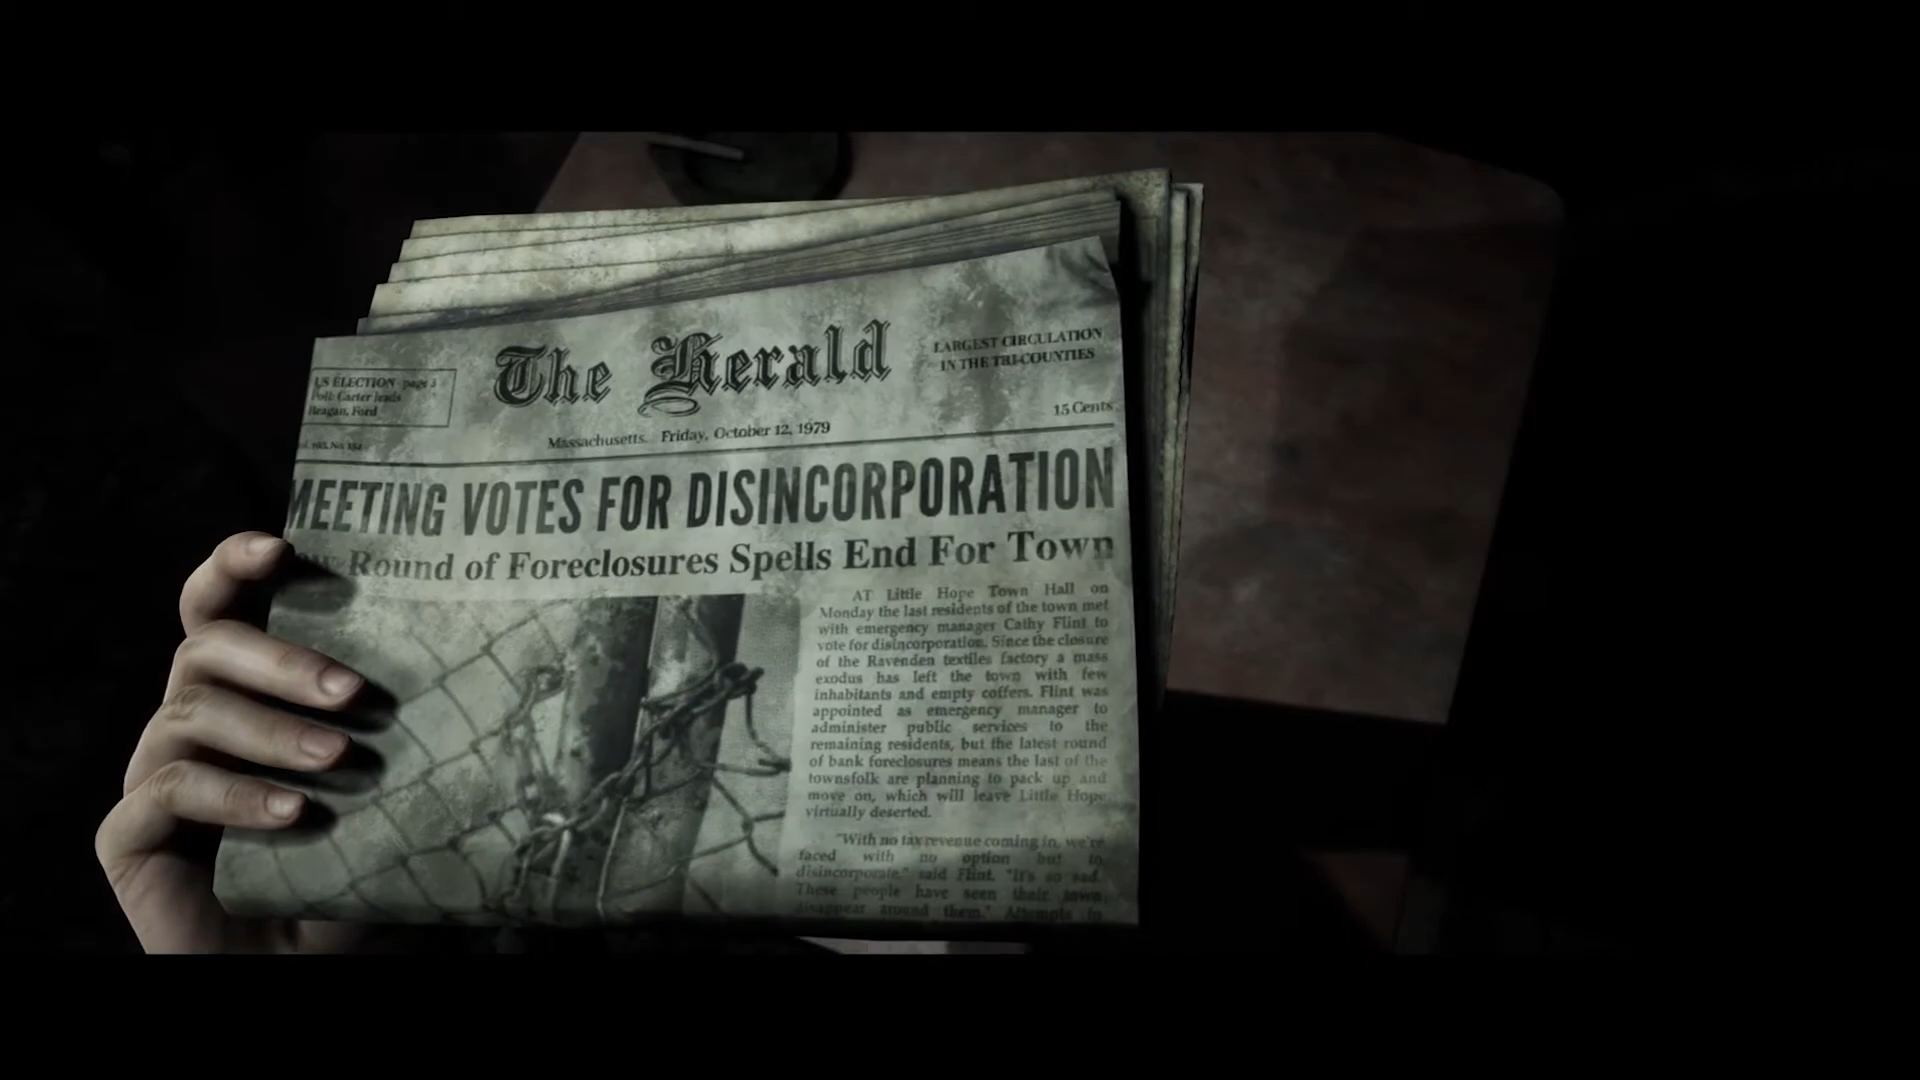 The Herald
LARGEST CIRCULATION
IN THE TRI-COUNTIES
US ELECTION page 3
Poll: Carter leads
Reagan, Ford
15 Cents
Massachusetts. Friday, October 12, 1979
MEETING VOTES FOR DISINCORPORATION
Round of Foreclosures Spells End For Town
AT Little Hope Town Hall on
Monday the last residents of the town met
with emergency manager Cathy Flint to
vote for disincorporation. Since the closure
of the Ravenden textiles factory a mass
exodus has left the town with few
inhabitants and empty coffers. Flint was
appointed as emergency manager to
administer public services to the
remaining residents, but the latest round
of bank foreclosures means the last of the
townsfolk are planning to pack up and
move on, which will leave Little Hope
virtually deserted.
"With no tax revenue coming in, we're
faced with no option but to
disincorporate," said Flint. "It's so sad.
These people have seen their town
disappear around them." Attempts to